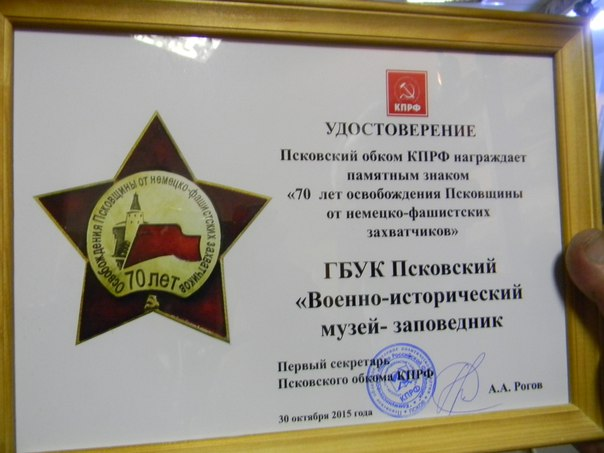 КПРФ
УДОСТОВЕРЕНИЕ
Псковский обком КПРФ награждает
памятным знаком
«70 лет освобождения Псковщины
от немецко-фашистских
захватчиков»
ГБУК Псковский
«Военно-исторический
музей- заповедник
Первый секретарь
Псковского обкома КПРФ
А.А. Рогов
30 октября 2015 года
Освобождения Псковщины от немецко-фашистских захватчиков
70 лет
КПРФ